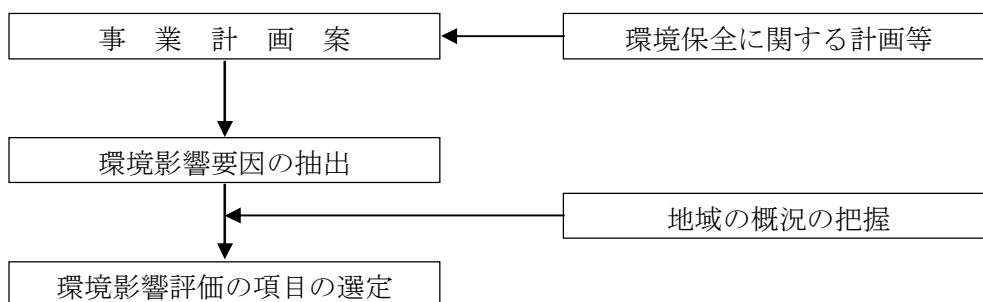 事 業 計 画 案
環境保全に関する計画等
環境影響要因の抽出
地域の概況の把握
環境影響評価の項目の選定